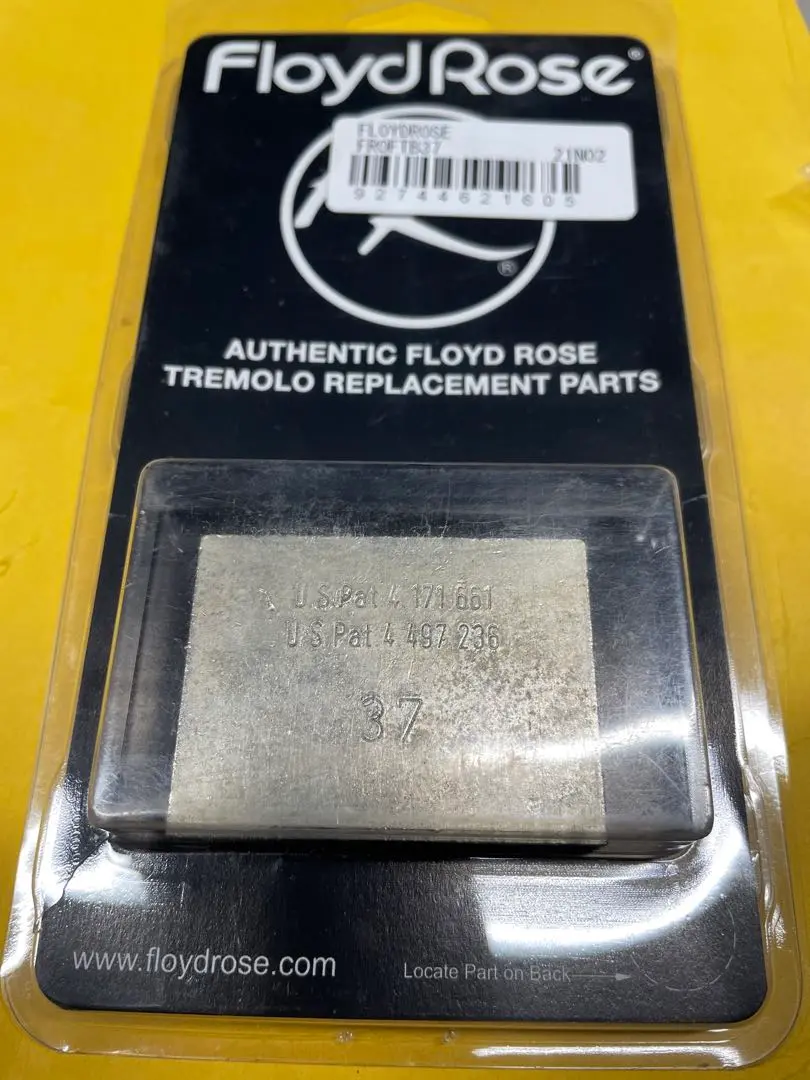 FloydRose®
FLOYDROSE
FROFTB37 21N02
92744621605
®
AUTHENTIC FLOYD ROSE
TREMOLO REPLACEMENT PARTS
U.S.Pat 4 171 661
U S Pat 4 497 236
37
www.floydrose.com
Locate Part on Back